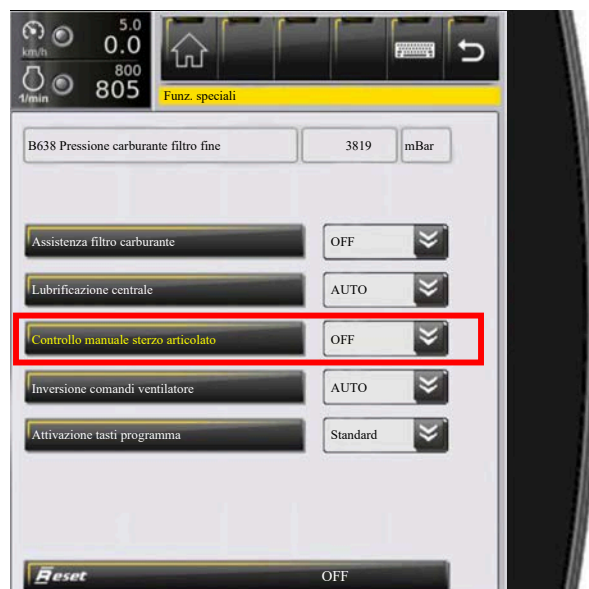 5.0
km/h 0.0
800
1/min 805
Funz. speciali
B638 Pressione carburante filtro fine 3819 mBar
Assistenza filtro carburante OFF
Lubrificazione centrale AUTO
Controllo manuale sterzo articolato OFF
Inversione comandi ventilatore AUTO
Attivazione tasti programma Standard
Reset OFF